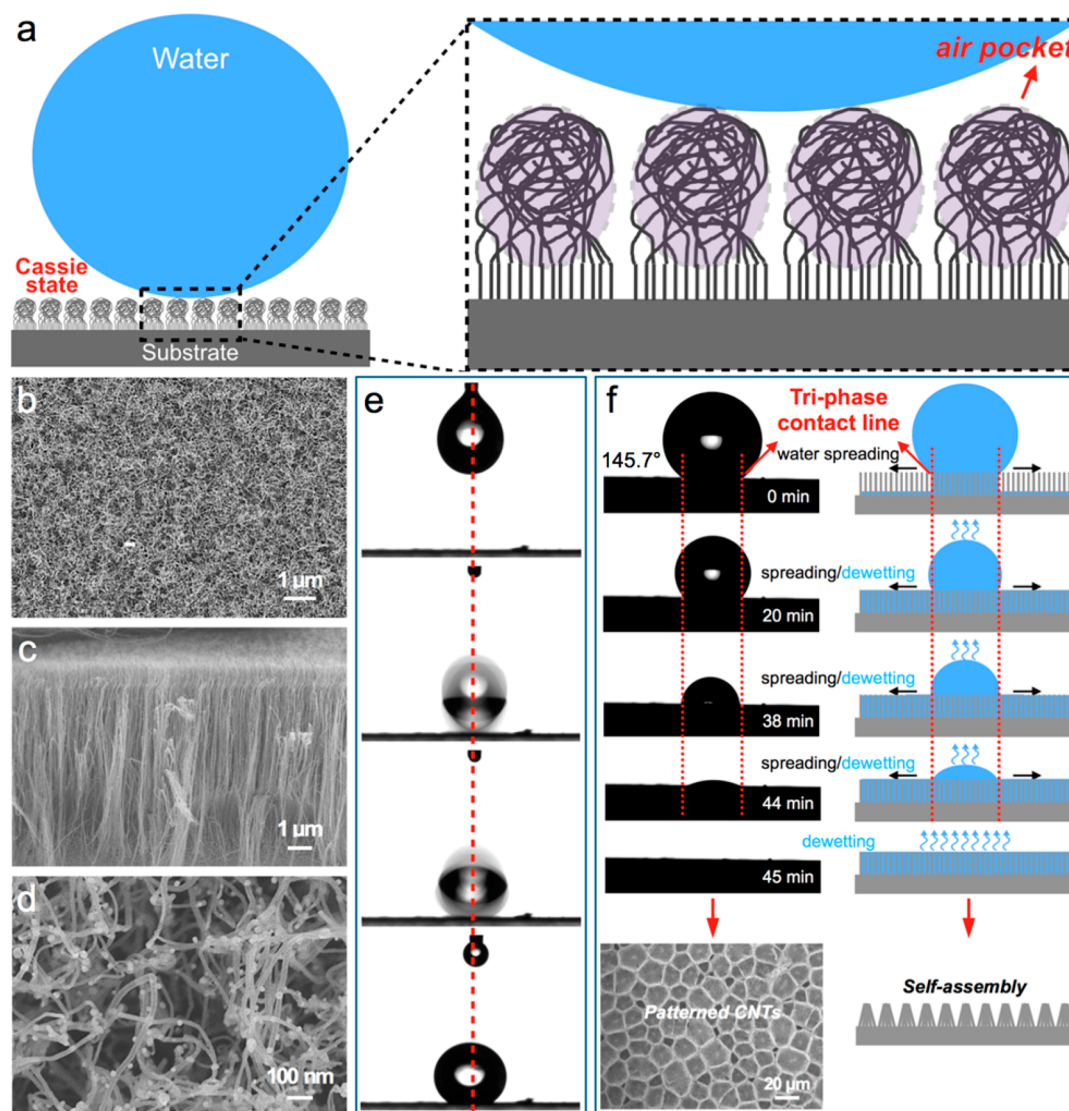 a
Water
air pocket
Cassie
state
Substrate
b
1 µm
c
1 µm
d
100 nm
e
f
Tri-phase
contact line
145.7°
water spreading
0 min
spreading/dewetting
20 min
spreading/dewetting
38 min
spreading/dewetting
44 min
dewetting
45 min
Patterned CNTs
20 µm
Self-assembly